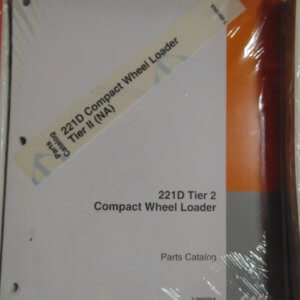 221D Compact Wheel Loader
Tier II (NA)
Parts
Catalog
221D Tier 2
Compact Wheel Loader
Parts Catalog